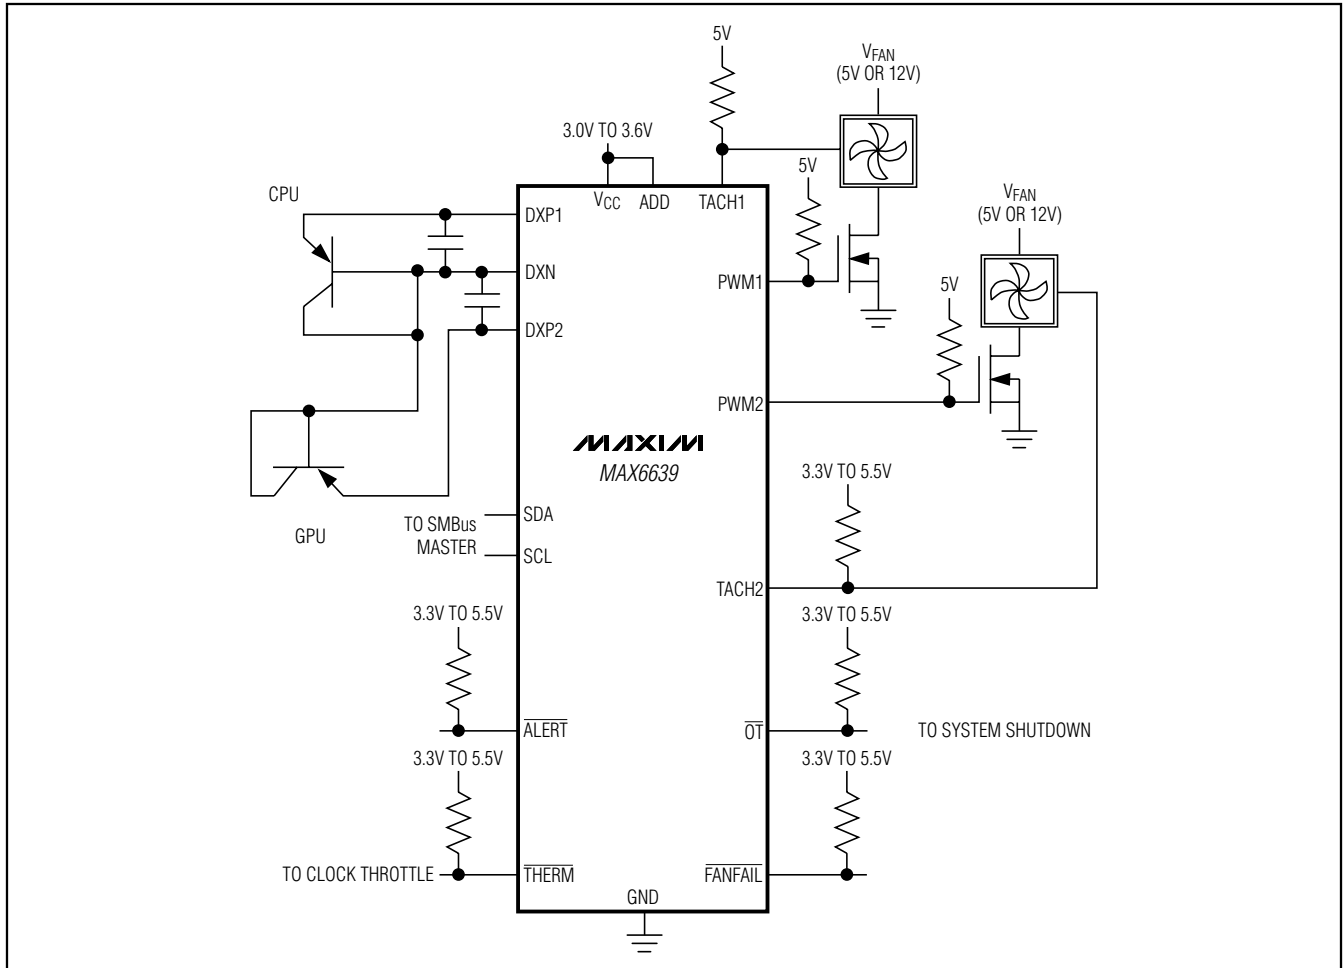 5V
VFAN
(5V OR 12V)
3.0V TO 3.6V
5V
CPU
VCC
ADD
TACH1
VFAN
(5V OR 12V)
DXP1
DXN
PWM1
5V
DXP2
PWM2
MAXIM
MAX6639
3.3V TO 5.5V
SDA
TO SMBus
MASTER
GPU
SCL
TACH2
3.3V TO 5.5V
3.3V TO 5.5V
ALERT
OT
TO SYSTEM SHUTDOWN
3.3V TO 5.5V
3.3V TO 5.5V
TO CLOCK THROTTLE
THERM
FANFAIL
GND